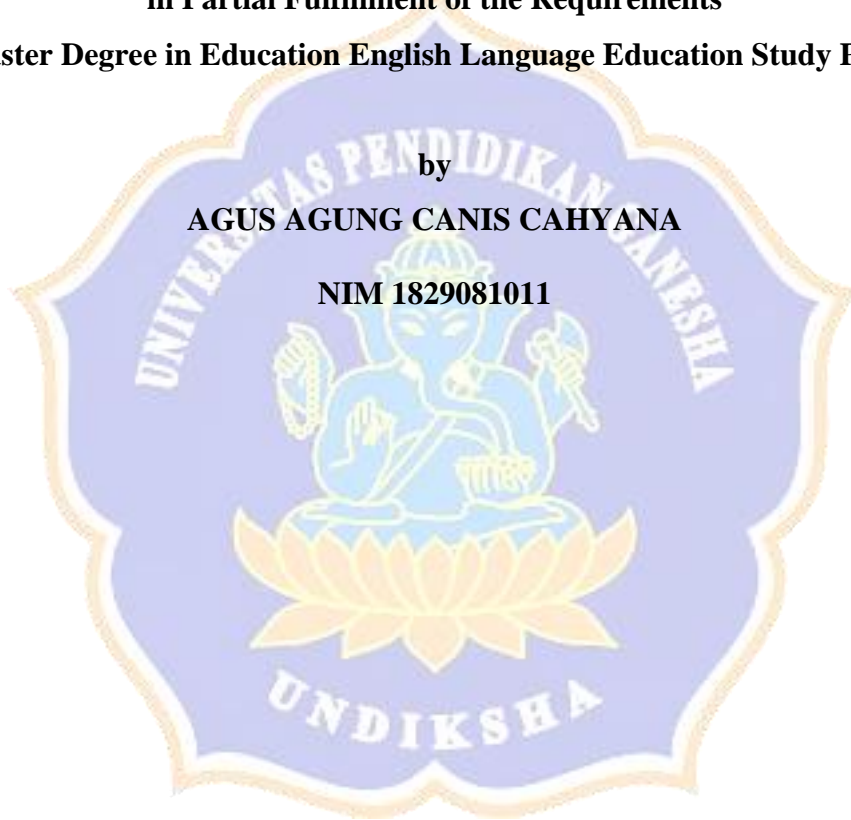 in Partial Fulfillment of the Requirements
Master Degree in Education English Language Education Study
by
AGUS AGUNG CANIS CAHYANA
NIM 1829081011
UNIVERSITAS PENDIDIKAN GANESHA
UNDIKSHA